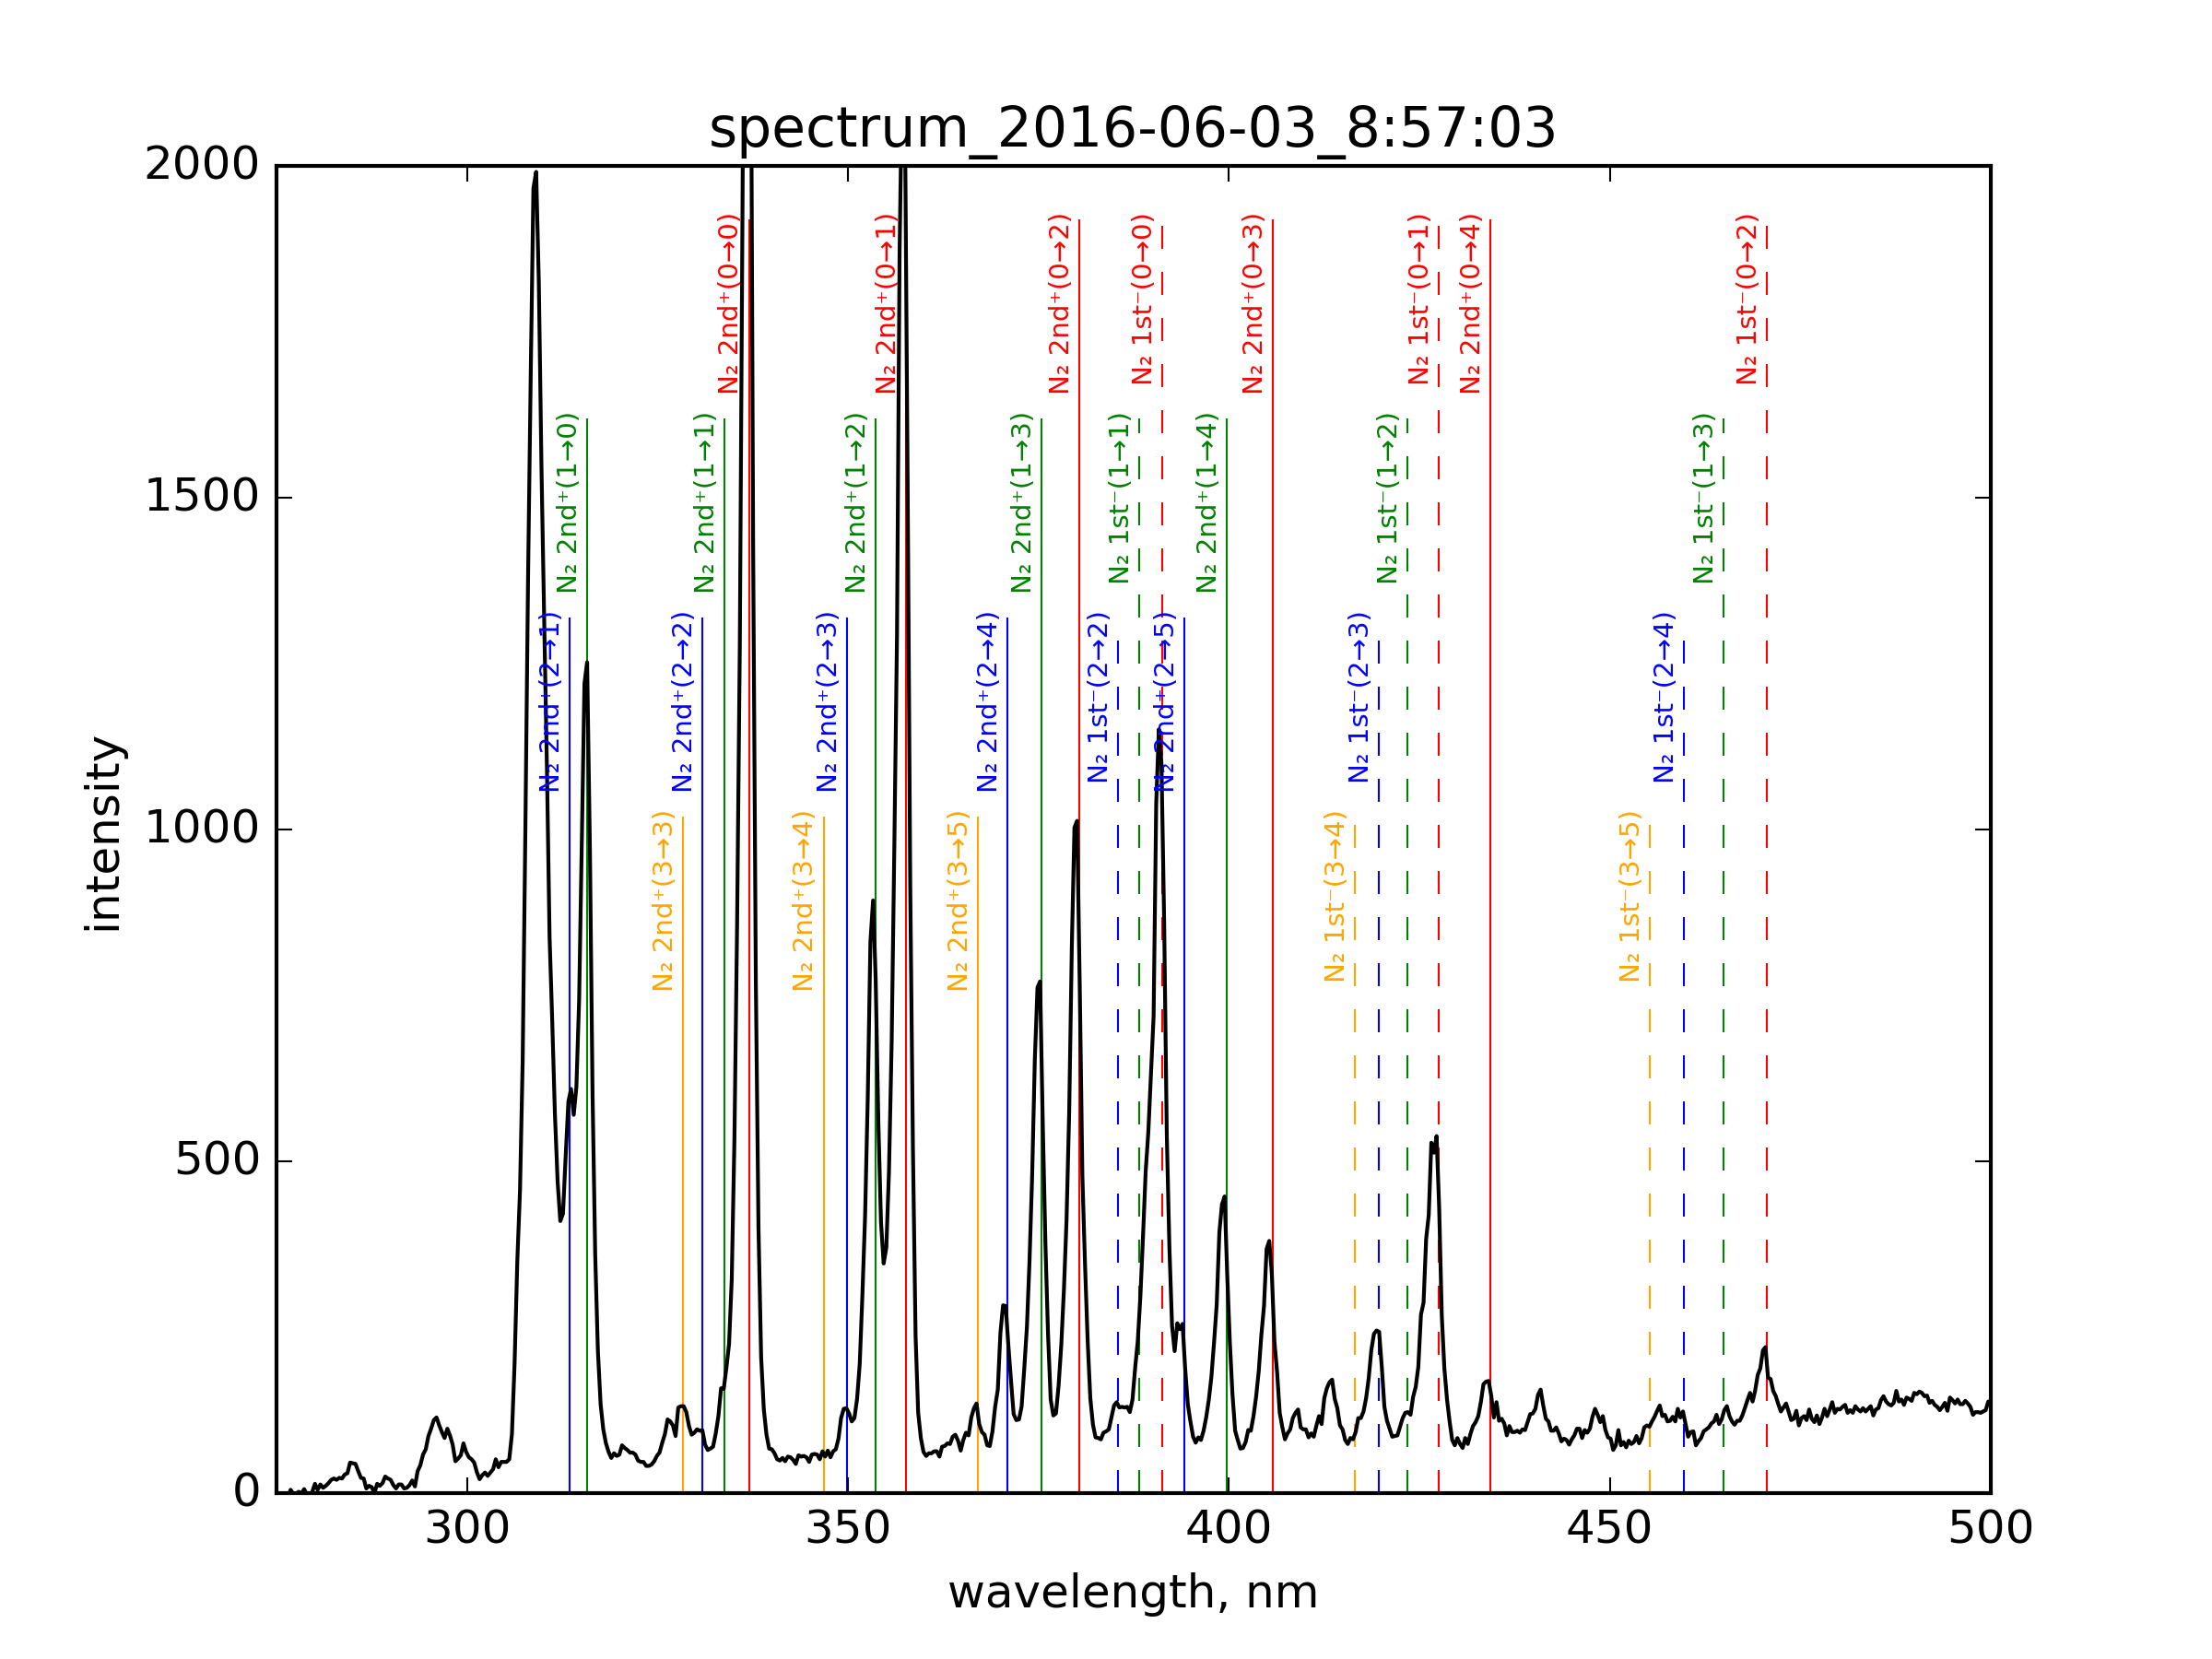 spectrum_2016-06-03_8:57:03
2000
1500
1000
500
0
intensity
N₂ 2nd⁺(0→0)
N₂ 2nd⁺(0→1)
N₂ 2nd⁺(0→2)
N₂ 1st⁻(0→0)
N₂ 2nd⁺(0→3)
N₂ 1st⁻(0→1)
N₂ 2nd⁺(0→4)
N₂ 1st⁻(0→2)
N₂ 2nd⁺(1→0)
N₂ 2nd⁺(1→1)
N₂ 2nd⁺(1→2)
N₂ 2nd⁺(1→3)
N₂ 1st⁻(1→1)
N₂ 2nd⁺(1→4)
N₂ 1st⁻(1→2)
N₂ 1st⁻(1→3)
N₂ 2nd⁺(2→1)
N₂ 2nd⁺(2→2)
N₂ 2nd⁺(2→3)
N₂ 2nd⁺(2→4)
N₂ 1st⁻(2→2)
N₂ 2nd⁺(2→5)
N₂ 1st⁻(2→3)
N₂ 1st⁻(2→4)
N₂ 2nd⁺(3→3)
N₂ 2nd⁺(3→4)
N₂ 2nd⁺(3→5)
N₂ 1st⁻(3→4)
N₂ 1st⁻(3→5)
300 350 400 450 500
wavelength, nm